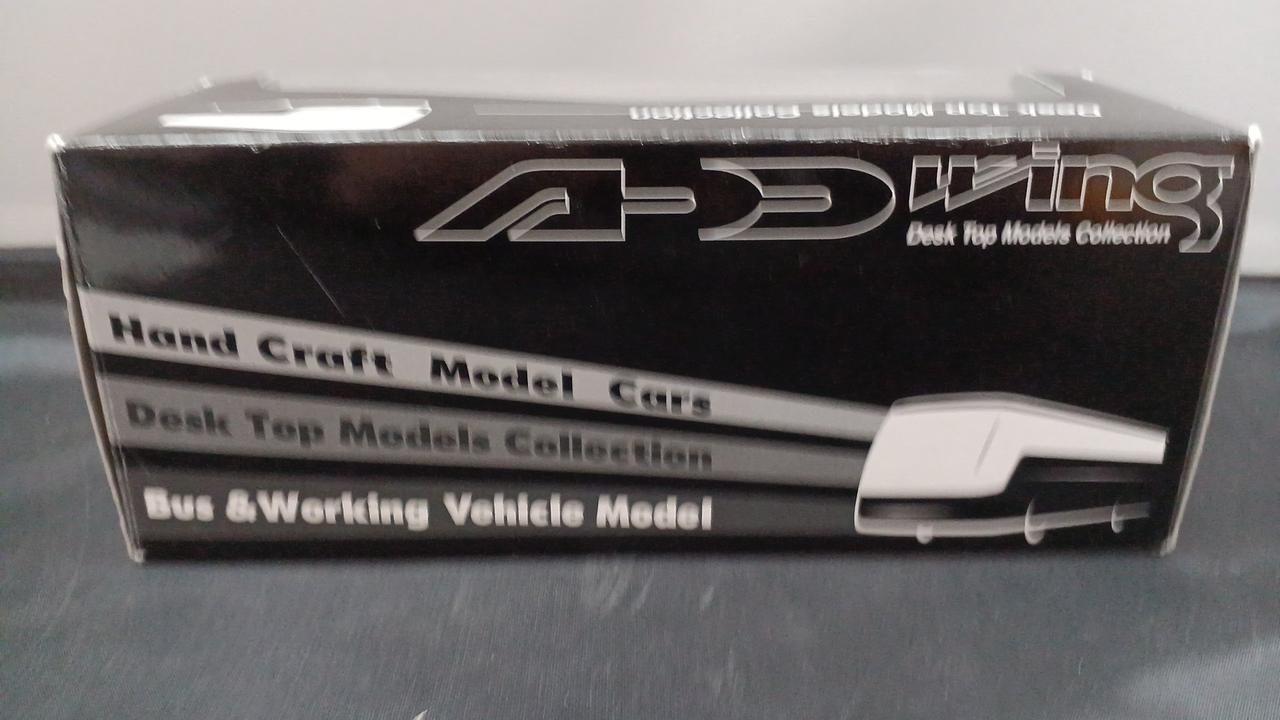 Desk Top Models Collection
ADD wing
Desk Top Models Collection
Hand Craft Model Cars
Desk Top Models Collection
Bus & Working Vehicle Model